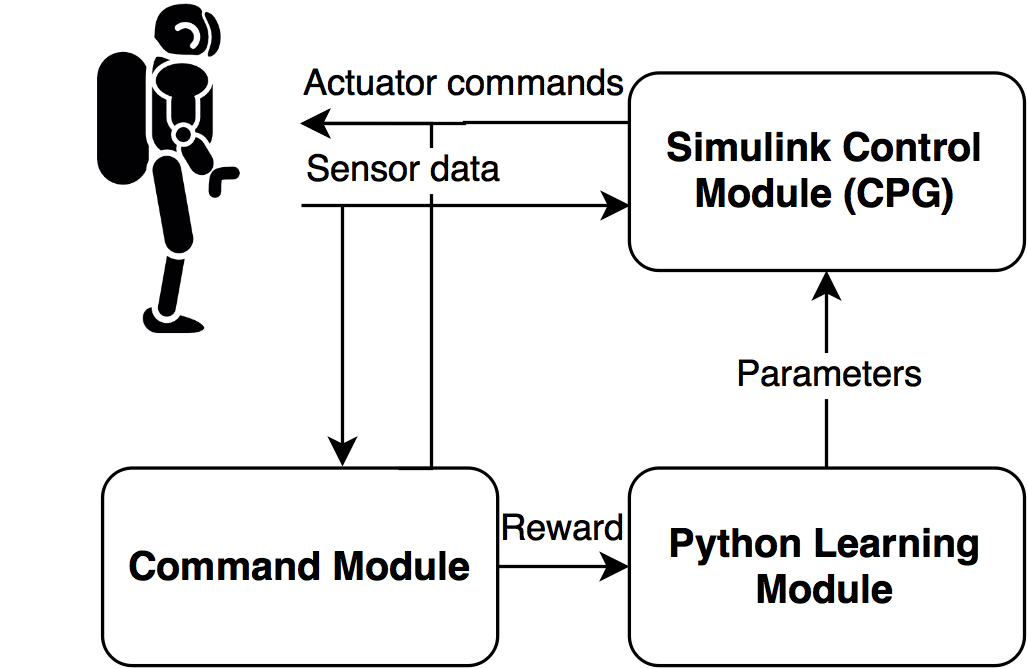 Actuator commands
Sensor data
Simulink Control
Module (CPG)
Parameters
Command Module
Reward
Python Learning
Module